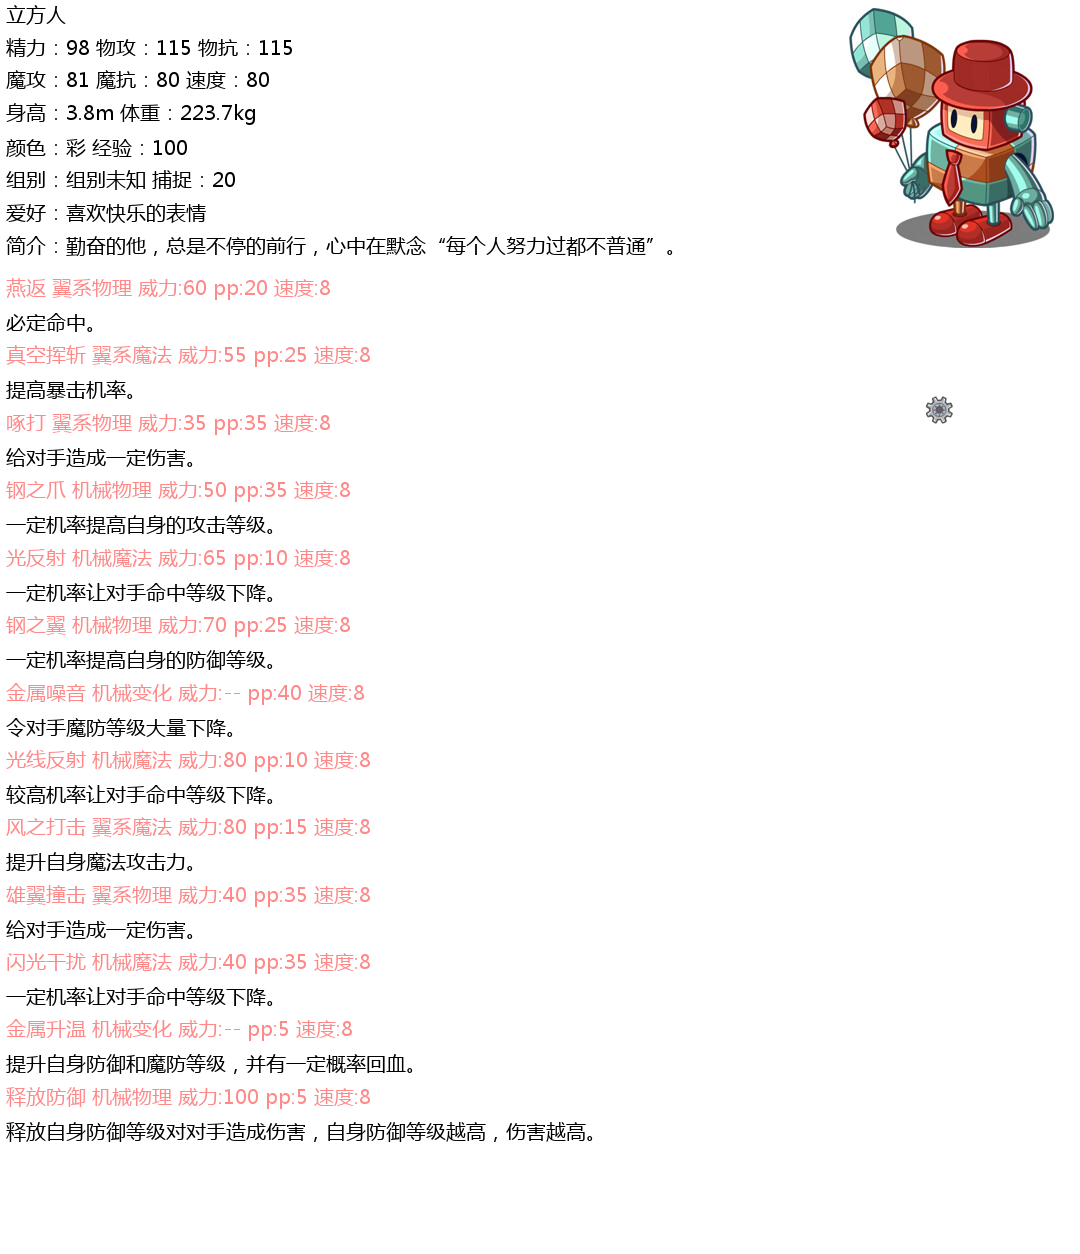 立方人
精力：98 物攻：115 物抗：115
魔攻：81 魔抗：80 速度：80
身高：3.8m 体重：223.7kg
颜色：彩 经验：100
组别：组别未知 捕捉：20
爱好：喜欢快乐的表情
简介：勤奋的他，总是不停的前行，心中在默念“每个人努力过都不普通”。
燕返 翼系物理 威力:60 pp:20 速度:8
必定命中。
真空挥斩 翼系魔法 威力:55 pp:25 速度:8
提高暴击机率。
啄打 翼系物理 威力:35 pp:35 速度:8
给对手造成一定伤害。
钢之爪 机械物理 威力:50 pp:35 速度:8
一定机率提高自身的攻击等级。
光反射 机械魔法 威力:65 pp:10 速度:8
一定机率让对手命中等级下降。
钢之翼 机械物理 威力:70 pp:25 速度:8
一定机率提高自身的防御等级。
金属噪音 机械变化 威力:-- pp:40 速度:8
令对手魔防等级大量下降。
光线反射 机械魔法 威力:80 pp:10 速度:8
较高机率让对手命中等级下降。
风之打击 翼系魔法 威力:80 pp:15 速度:8
提升自身魔法攻击力。
雄翼撞击 翼系物理 威力:40 pp:35 速度:8
给对手造成一定伤害。
闪光干扰 机械魔法 威力:40 pp:35 速度:8
一定机率让对手命中等级下降。
金属升温 机械变化 威力:-- pp:5 速度:8
提升自身防御和魔防等级，并有一定概率回血。
释放防御 机械物理 威力:100 pp:5 速度:8
释放自身防御等级对对手造成伤害，自身防御等级越高，伤害越高。